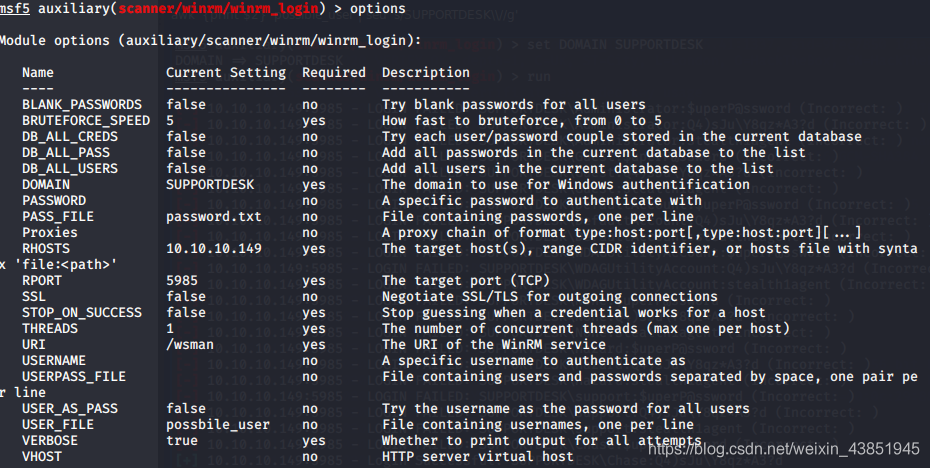 msf5 auxiliary(scanner/winrm/winrm_login) > options
Module options (auxiliary/scanner/winrm/winrm_login):
Name Current Setting Required Description
---- --------------- -------- -----------
BLANK_PASSWORDS false no Try blank passwords for all users
BRUTEFORCE_SPEED 5 yes How fast to bruteforce, from 0 to 5
DB_ALL_CREDS false no Try each user/password couple stored in the current database
DB_ALL_PASS false no Add all passwords in the current database to the list
DB_ALL_USERS false no Add all users in the current database to the list
DOMAIN SUPPORTDESK yes The domain to use for Windows authentification
PASSWORD no A specific password to authenticate with
PASS_FILE password.txt no File containing passwords, one per line
Proxies no A proxy chain of format type:host:port[,type:host:port][...]
RHOSTS 10.10.10.149 yes The target host(s), range CIDR identifier, or hosts file with synta
x 'file:<path>'
RPORT 5985 yes The target port (TCP)
SSL false no Negotiate SSL/TLS for outgoing connections
STOP_ON_SUCCESS false yes Stop guessing when a credential works for a host
THREADS 1 yes The number of concurrent threads (max one per host)
URI /wsman yes The URI of the WinRM service
USERNAME no A specific username to authenticate as
USERPASS_FILE no File containing users and passwords separated by space, one pair pe
r line
USER_AS_PASS false no Try the username as the password for all users
USER_FILE possbile_user no File containing usernames, one per line
VERBOSE true yes Whether to print output for all attempts
VHOST no HTTP server virtual host
https://blog.csdn.net/weixin_43851945